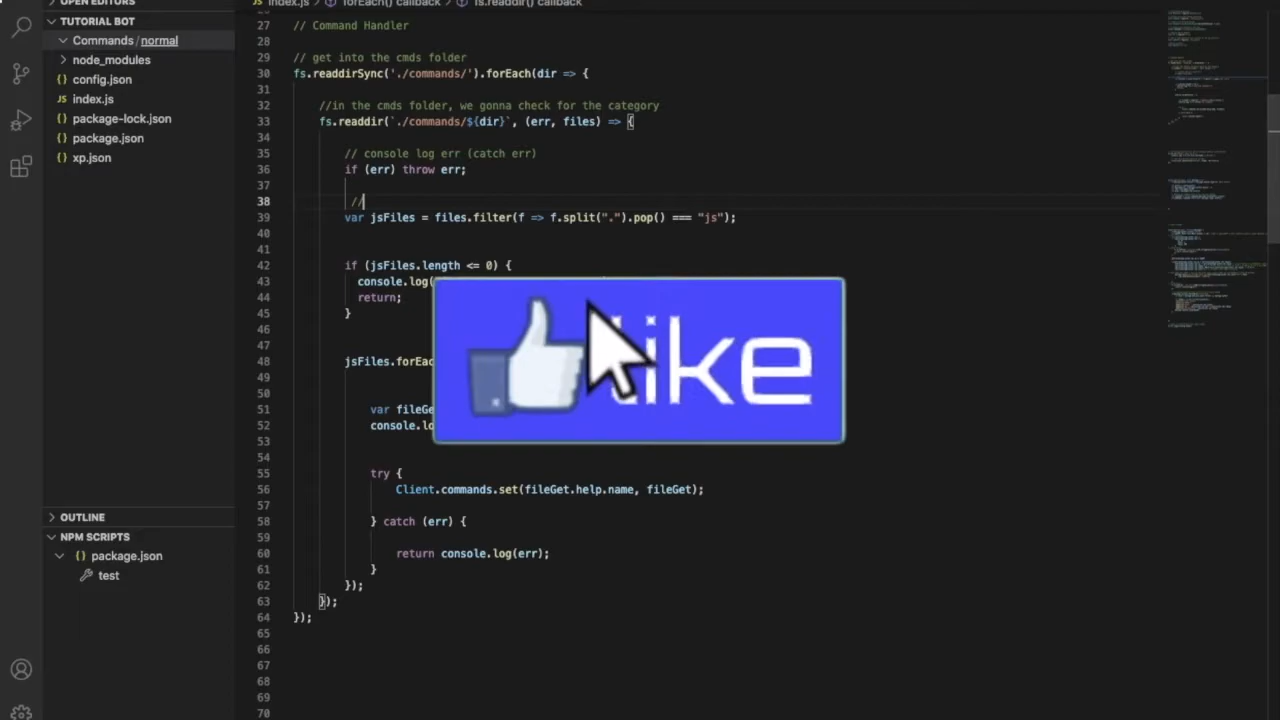 OPEN EDITORS
index.js > forEach() callback > fs.readdir() callback
TUTORIAL BOT
Commands / normal
node_modules
{} config.json
JS index.js
{} package-lock.json
{} package.json
{} xp.json
OUTLINE
NPM SCRIPTS
{} package.json
test
27 // Command Handler
28
29 // get into the cmds folder
30 fs.readdirSync('./commands/').forEach(dir => {
31
32 //in the cmds folder, we gonna check for the category
33 fs.readdir(`./commands/${dir}`, (err, files) => {
34
35 // console log err (catch err)
36 if (err) throw err;
37
38 //
39 var jsFiles = files.filter(f => f.split(".").pop() === "js");
40
41
42 if (jsFiles.length <= 0) {
43 console.log(
44 return;
45 }
46
47
48 jsFiles.forEac
49
50
51 var fileGe
52 console.lo
53
54
55 try {
56 Client.commands.set(fileGet.help.name, fileGet);
57
58 } catch (err) {
59
60 return console.log(err);
61 }
62 });
63 });
64 });
65
66
67
68
69
70
like